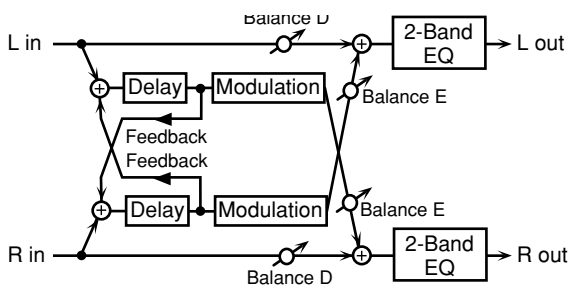 Balance D
L in
2-Band
EQ
L out
Delay
Modulation
Balance E
Feedback
Feedback
Delay
Modulation
Balance E
R in
2-Band
EQ
R out
Balance D